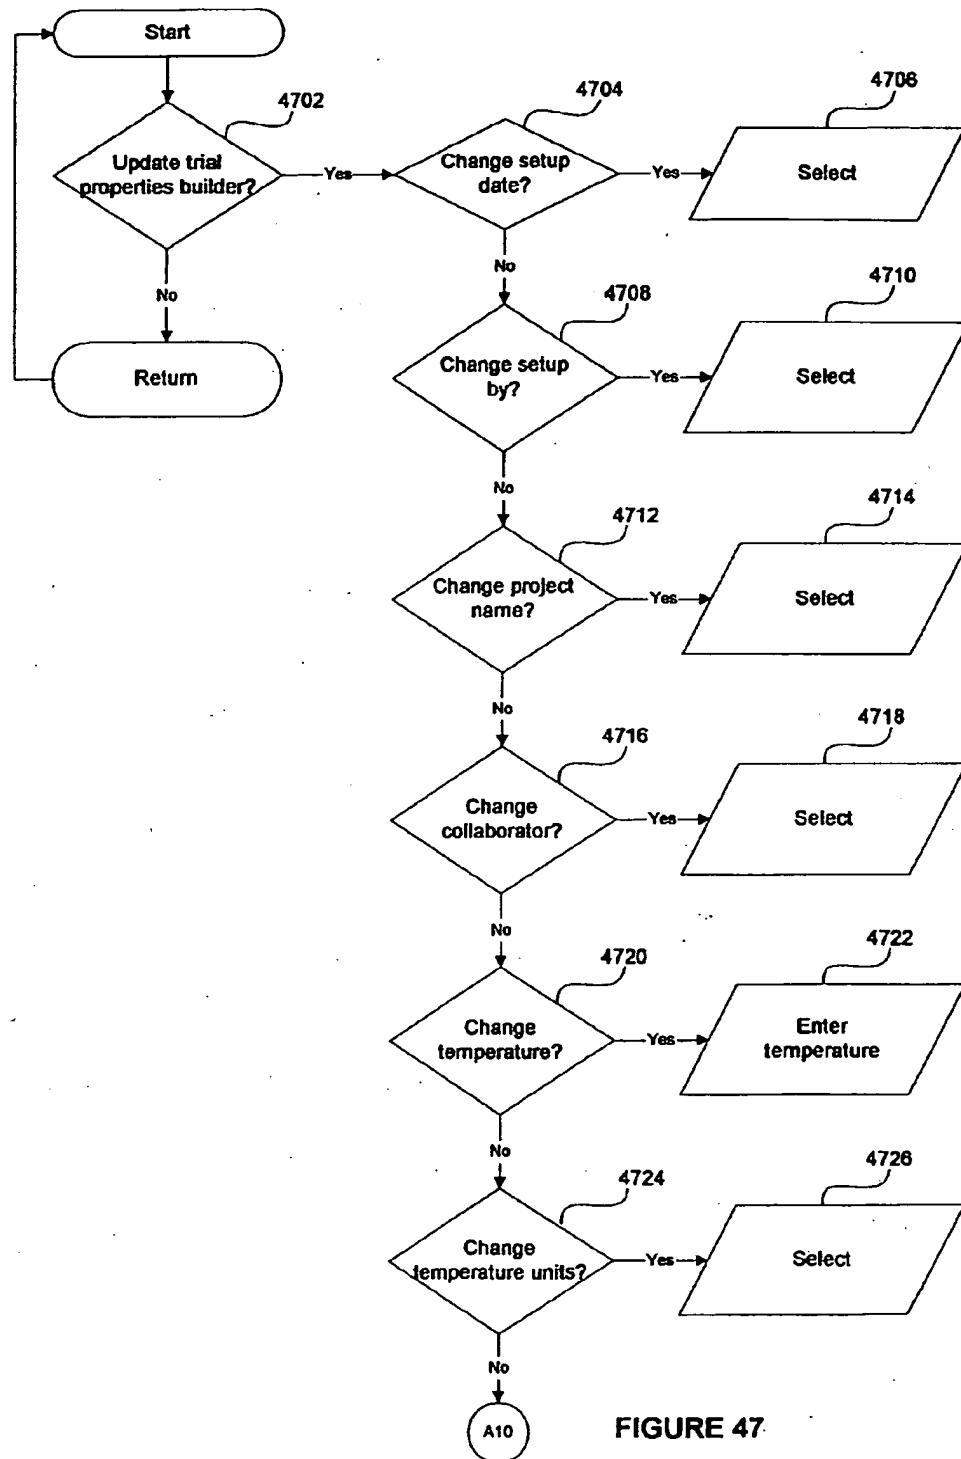 Start
4702
4704
4706
Update trial
properties builder?
Yes
Change setup
date?
Yes
Select
No
No
4708
4710
Return
Change setup
by?
Yes
Select
No
4712
4714
Change project
name?
Yes
Select
No
4716
4718
Change
collaborator?
Yes
Select
No
4720
4722
Change
temperature?
Yes
Enter
temperature
No
4724
4726
Change
temperature units?
Yes
Select
No
A10
FIGURE 47